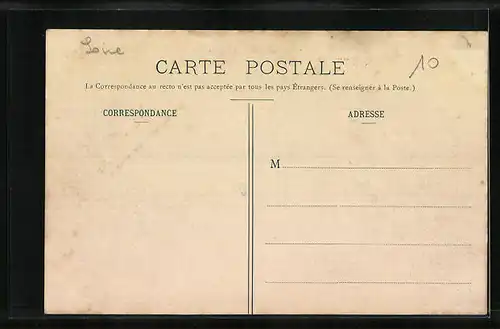 Loire
10
CARTE POSTALE
La Correspondance au recto n'est pas acceptée par tous les pays Étrangers. (Se renseigner à la Poste.)
CORRESPONDANCE
ADRESSE
M